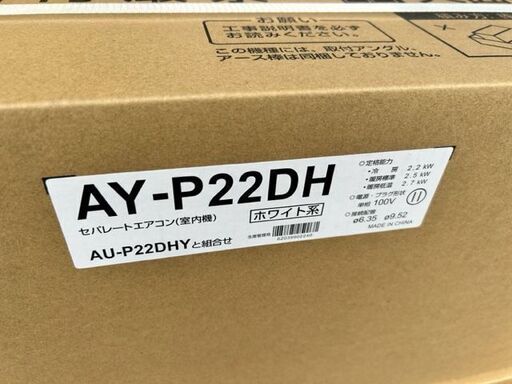 お願い
工事説明書を必ず
お読みください。
この機種には、取付アングル、
アース棒は同梱しておりません。
AY-P22DH
セパレートエアコン(室内機)
ホワイト系
AU-P22DHYと組合せ
◇定格能力
・冷 房 2.2 kW
・暖房標準 2.5 kW
・暖房低温 2.7 kW
◇電源・プラグ形状
単相 100V
◇接続配管
ø6.35 ø9.52
MADE IN CHINA
生産管理用